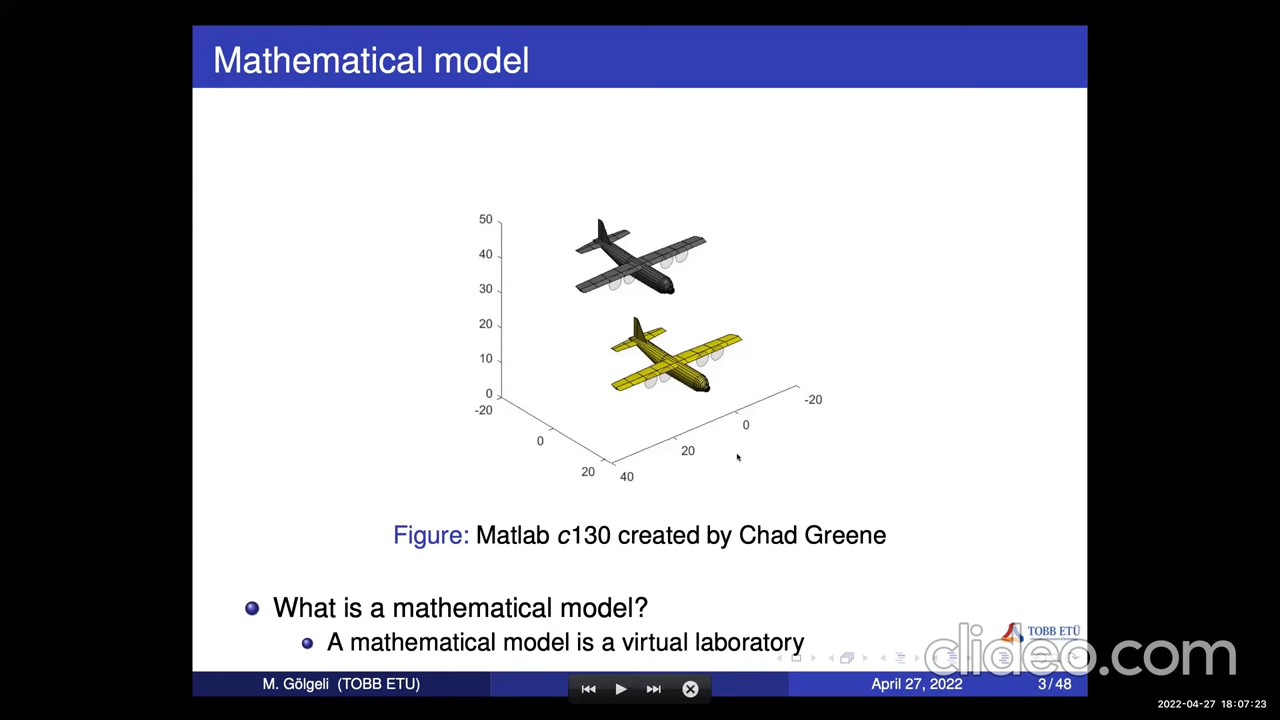 Mathematical model
50
40
30
20
10
0
-20
0
20
40
20
0
-20
Figure: Matlab c130 created by Chad Greene
What is a mathematical model?
A mathematical model is a virtual laboratory
TOBB ETÜ
clideo.com
M. Gölgeli (TOBB ETU)
April 27, 2022
3 / 48
2022-04-27 18:07:23